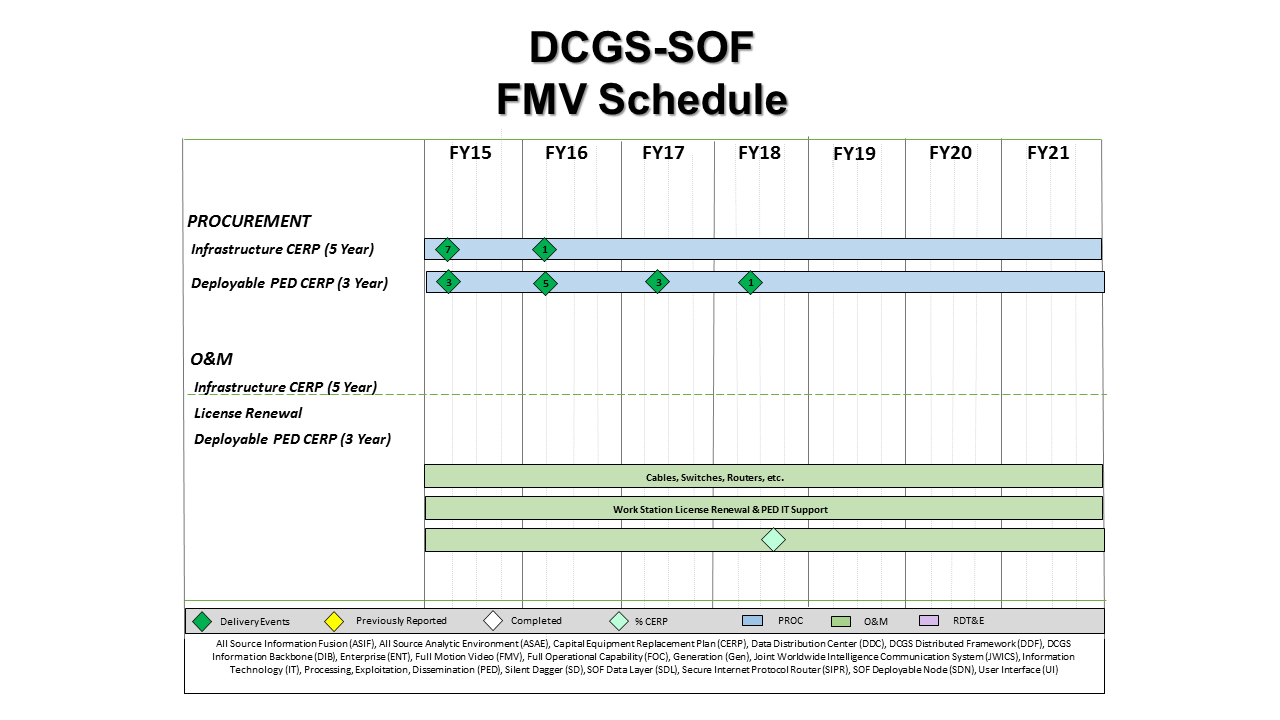 DCGS-SOF
FMV Schedule
FY15 FY16 FY17 FY18 FY19 FY20 FY21
PROCUREMENT
Infrastructure CERP (5 Year) 7 1
Deployable PED CERP (3 Year) 3 5 3 1
O&M
Infrastructure CERP (5 Year)
License Renewal
Deployable PED CERP (3 Year)
Cables, Switches, Routers, etc.
Work Station License Renewal & PED IT Support
Delivery Events Previously Reported Completed % CERP PROC O&M RDT&E
All Source Information Fusion (ASIF), All Source Analytic Environment (ASAE), Capital Equipment Replacement Plan (CERP), Data Distribution Center (DDC), DCGS Distributed Framework (DDF), DCGS
Information Backbone (DIB), Enterprise (ENT), Full Motion Video (FMV), Full Operational Capability (FOC), Generation (Gen), Joint Worldwide Intelligence Communication System (JWICS), Information
Technology (IT), Processing, Exploitation, Dissemination (PED), Silent Dagger (SD), SOF Data Layer (SDL), Secure Internet Protocol Router (SIPR), SOF Deployable Node (SDN), User Interface (UI)